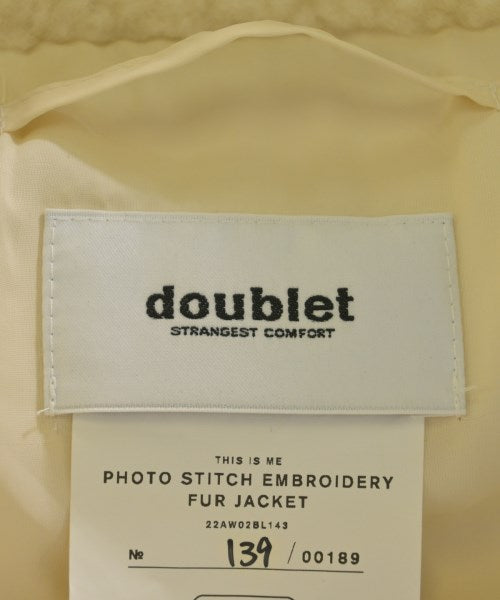 doublet
STRANGEST COMFORT
THIS IS ME
PHOTO STITCH EMBROIDERY
FUR JACKET
22AW02BL143
№ 139 / 00189